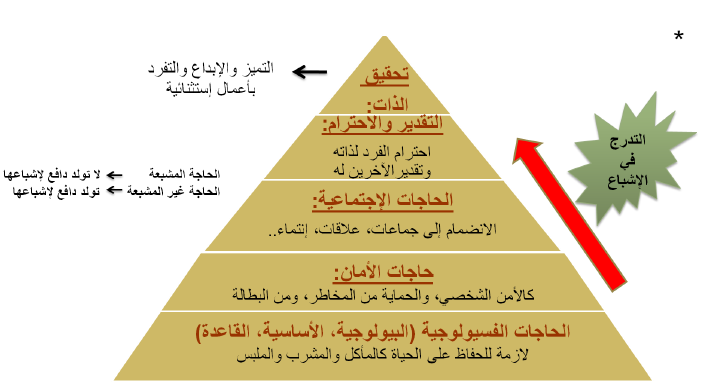 *
تحقيق
الذات:
التميز والإبداع والتفرد
بأعمال إستثنائية
التقدير والاحترام:
احترام الفرد لذاته
وتقدير الآخرين له
التدرج
في
الإشباع
الحاجة المشبعة لا تولد دافع لإشباعها
الحاجة غير المشبعة تولد دافع لإشباعها
الحاجات الإجتماعية:
الانضمام إلى جماعات، علاقات، إنتماء..
حاجات الأمان:
كالأمن الشخصي، والحماية من المخاطر، ومن البطالة
الحاجات الفسيولوجية (البيولوجية، الأساسية، القاعدة)
لازمة للحفاظ على الحياة كالمأكل والمشرب والملبس